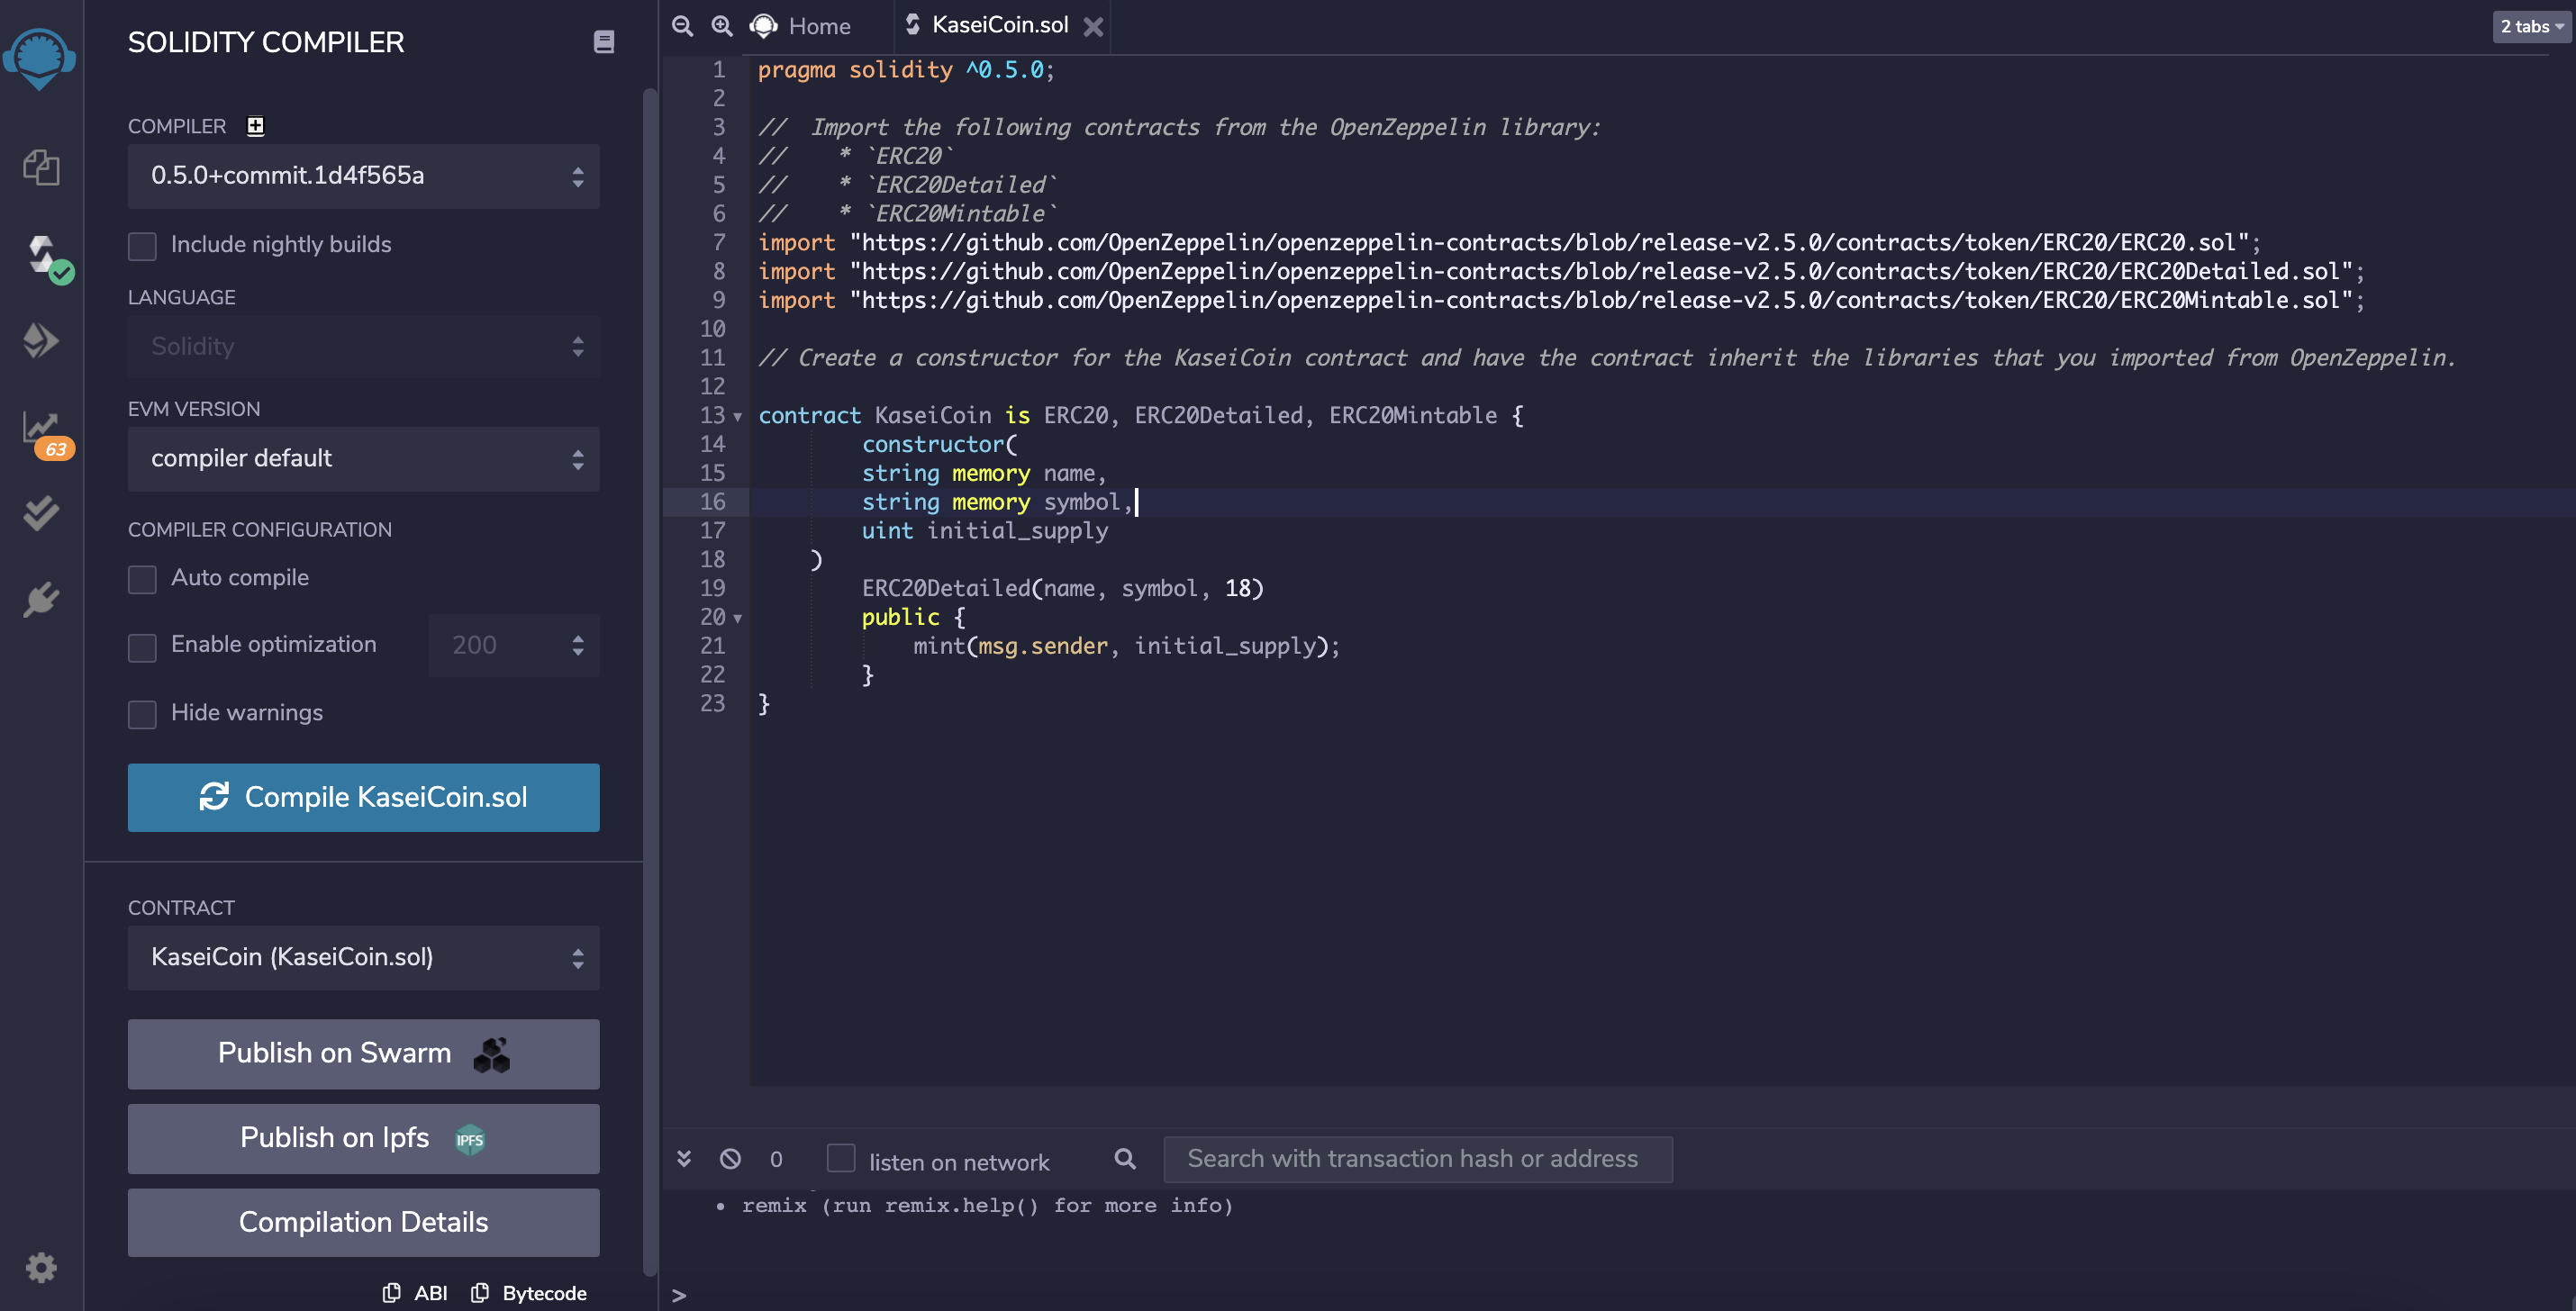 SOLIDITY COMPILER
COMPILER
0.5.0+commit.1d4f565a
Include nightly builds
LANGUAGE
Solidity
EVM VERSION
compiler default
COMPILER CONFIGURATION
Auto compile
Enable optimization
200
Hide warnings
Compile KaseiCoin.sol
CONTRACT
KaseiCoin (KaseiCoin.sol)
Publish on Swarm
Publish on Ipfs
IPFS
Compilation Details
ABI
Bytecode
63
Home
KaseiCoin.sol
2 tabs
1 pragma solidity ^0.5.0;
2
3 //  Import the following contracts from the OpenZeppelin library:
4 //    * `ERC20`
5 //    * `ERC20Detailed`
6 //    * `ERC20Mintable`
7 import "https://github.com/OpenZeppelin/openzeppelin-contracts/blob/release-v2.5.0/contracts/token/ERC20/ERC20.sol";
8 import "https://github.com/OpenZeppelin/openzeppelin-contracts/blob/release-v2.5.0/contracts/token/ERC20/ERC20Detailed.sol";
9 import "https://github.com/OpenZeppelin/openzeppelin-contracts/blob/release-v2.5.0/contracts/token/ERC20/ERC20Mintable.sol";
10
11 // Create a constructor for the KaseiCoin contract and have the contract inherit the libraries that you imported from OpenZeppelin.
12
13 contract KaseiCoin is ERC20, ERC20Detailed, ERC20Mintable {
14         constructor(
15         string memory name,
16         string memory symbol,
17         uint initial_supply
18     )
19         ERC20Detailed(name, symbol, 18)
20         public {
21             mint(msg.sender, initial_supply);
22         }
23 }
0
listen on network
Search with transaction hash or address
• remix (run remix.help() for more info)
>